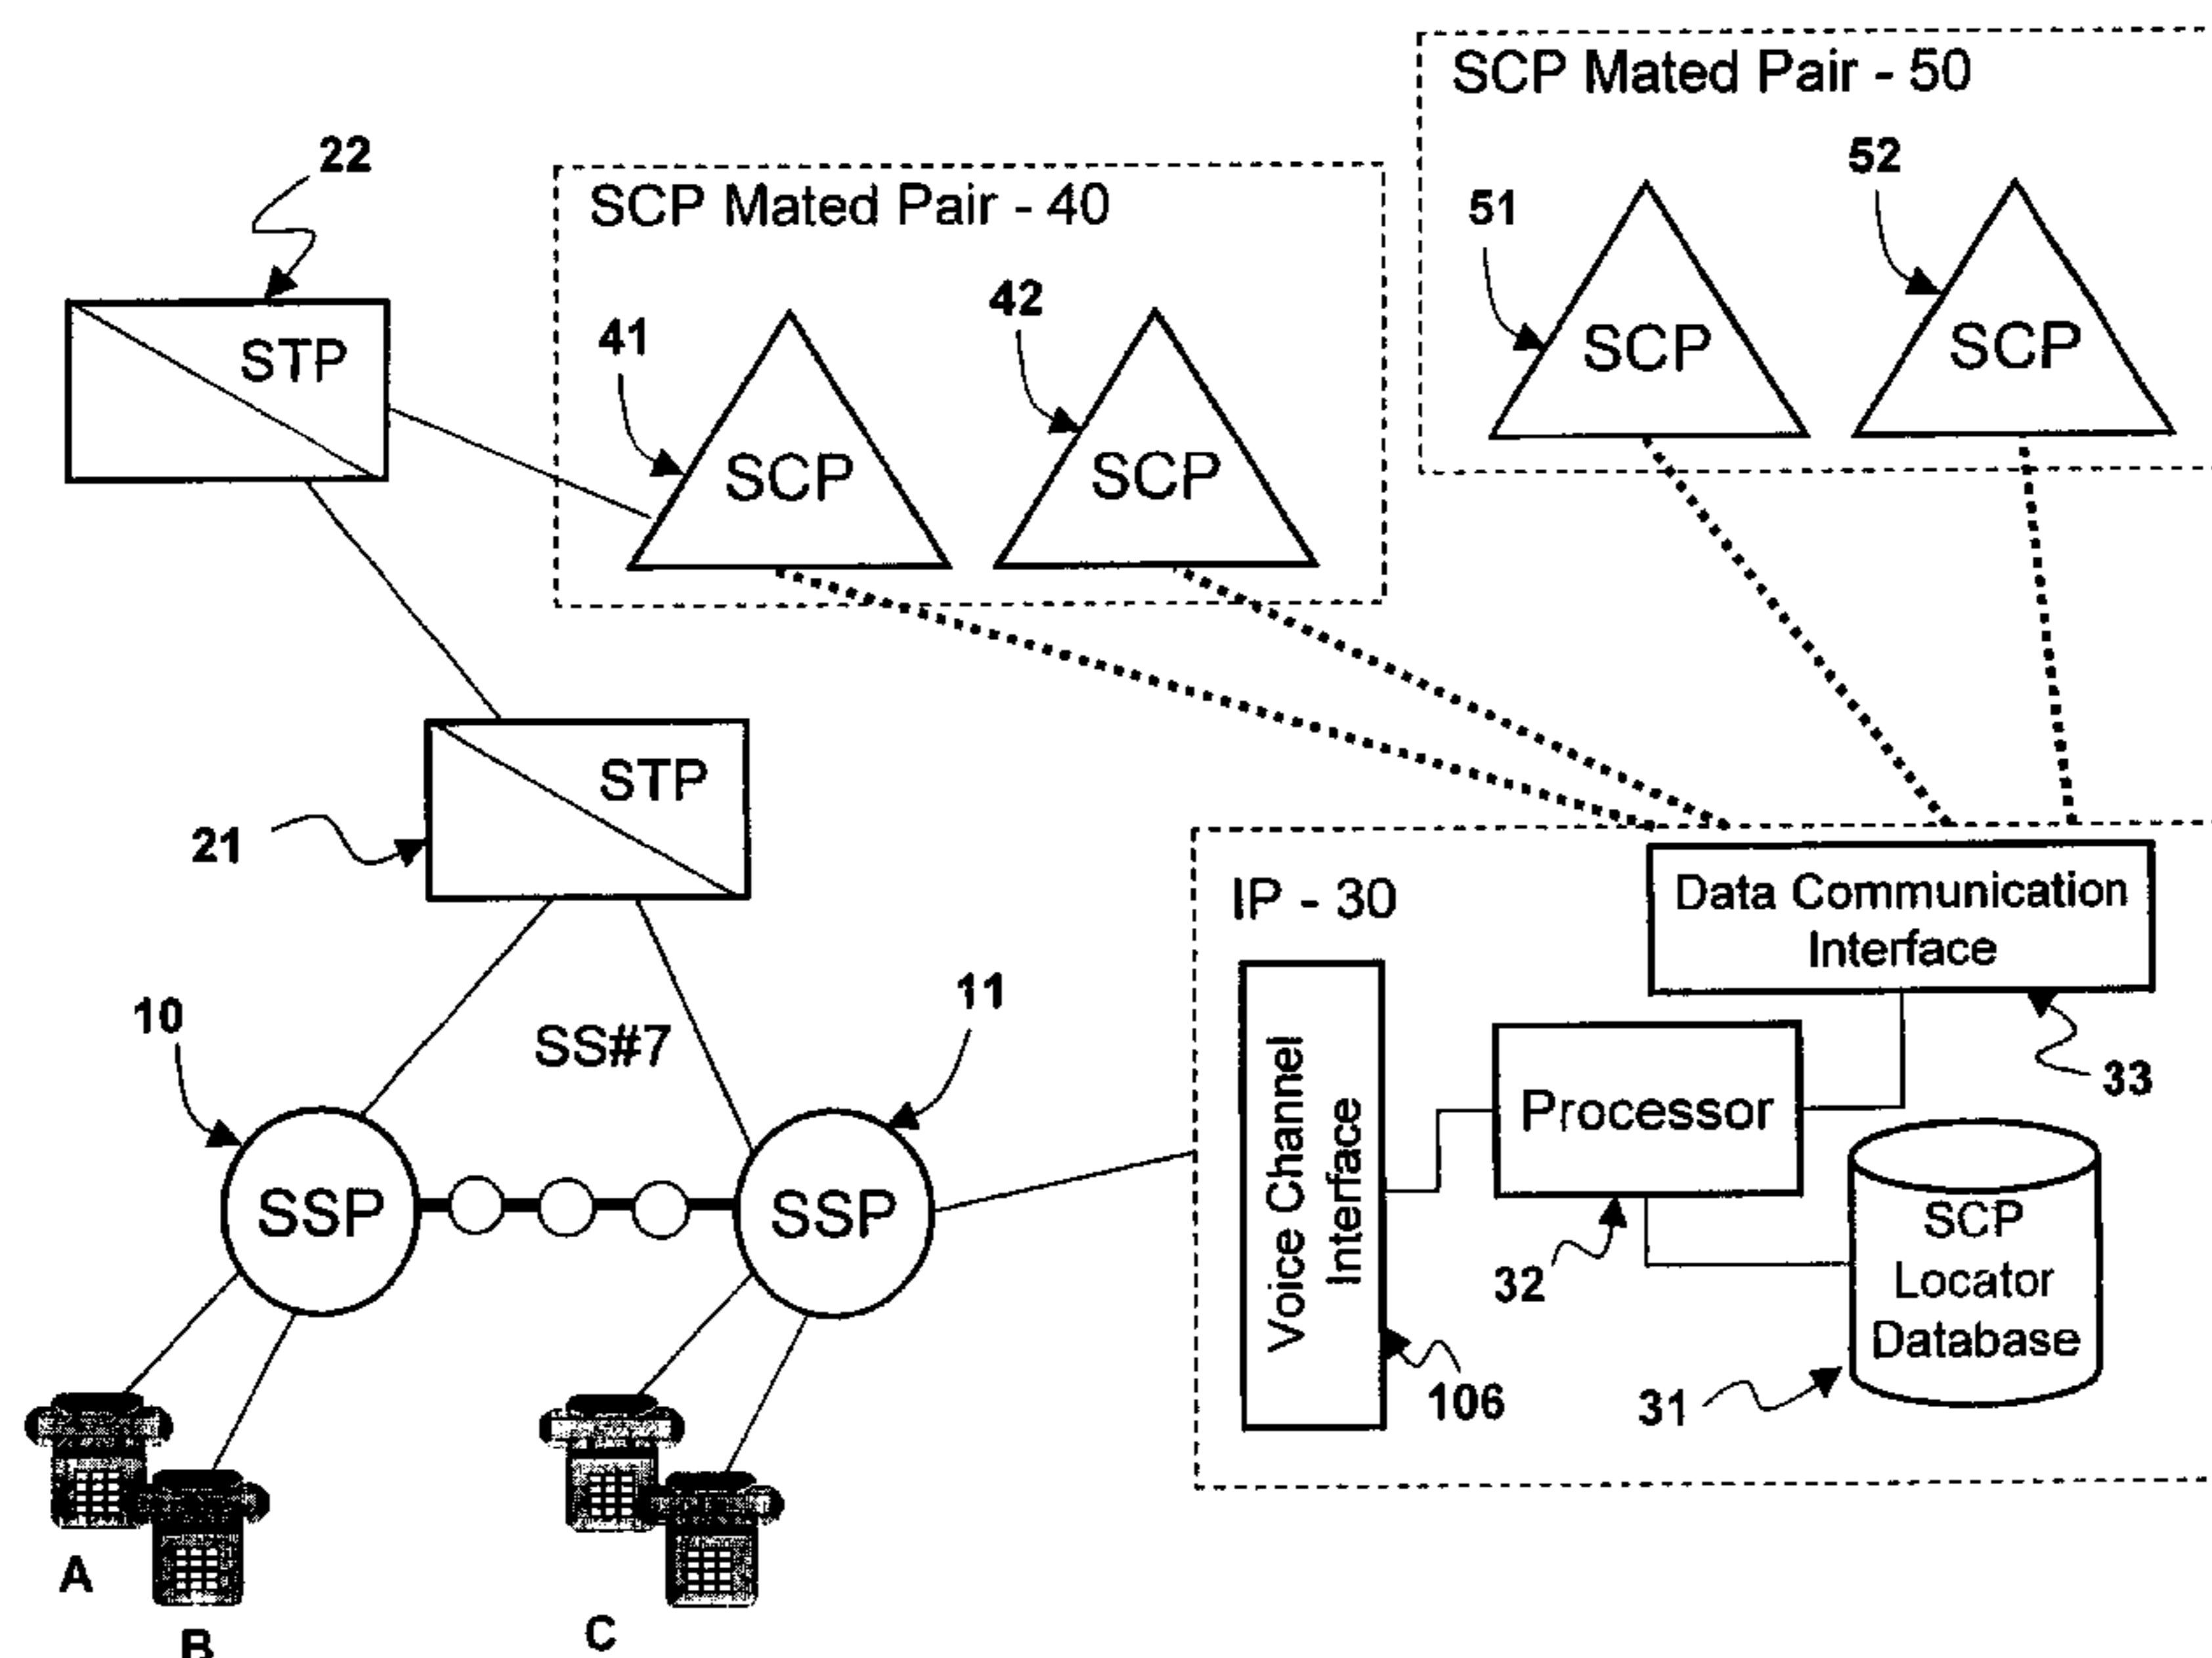 SCP Mated Pair - 50
52
51
SCP
SCP
22
SCP Mated Pair - 40
42
41
SCP
SCP
STP
STP
21
IP - 30
Data Communication
Interface
33
10
SS#7
11
SSP
SSP
Voice Channel
Interface
106
Processor
32
SCP
Locator
Database
31
A
B
C